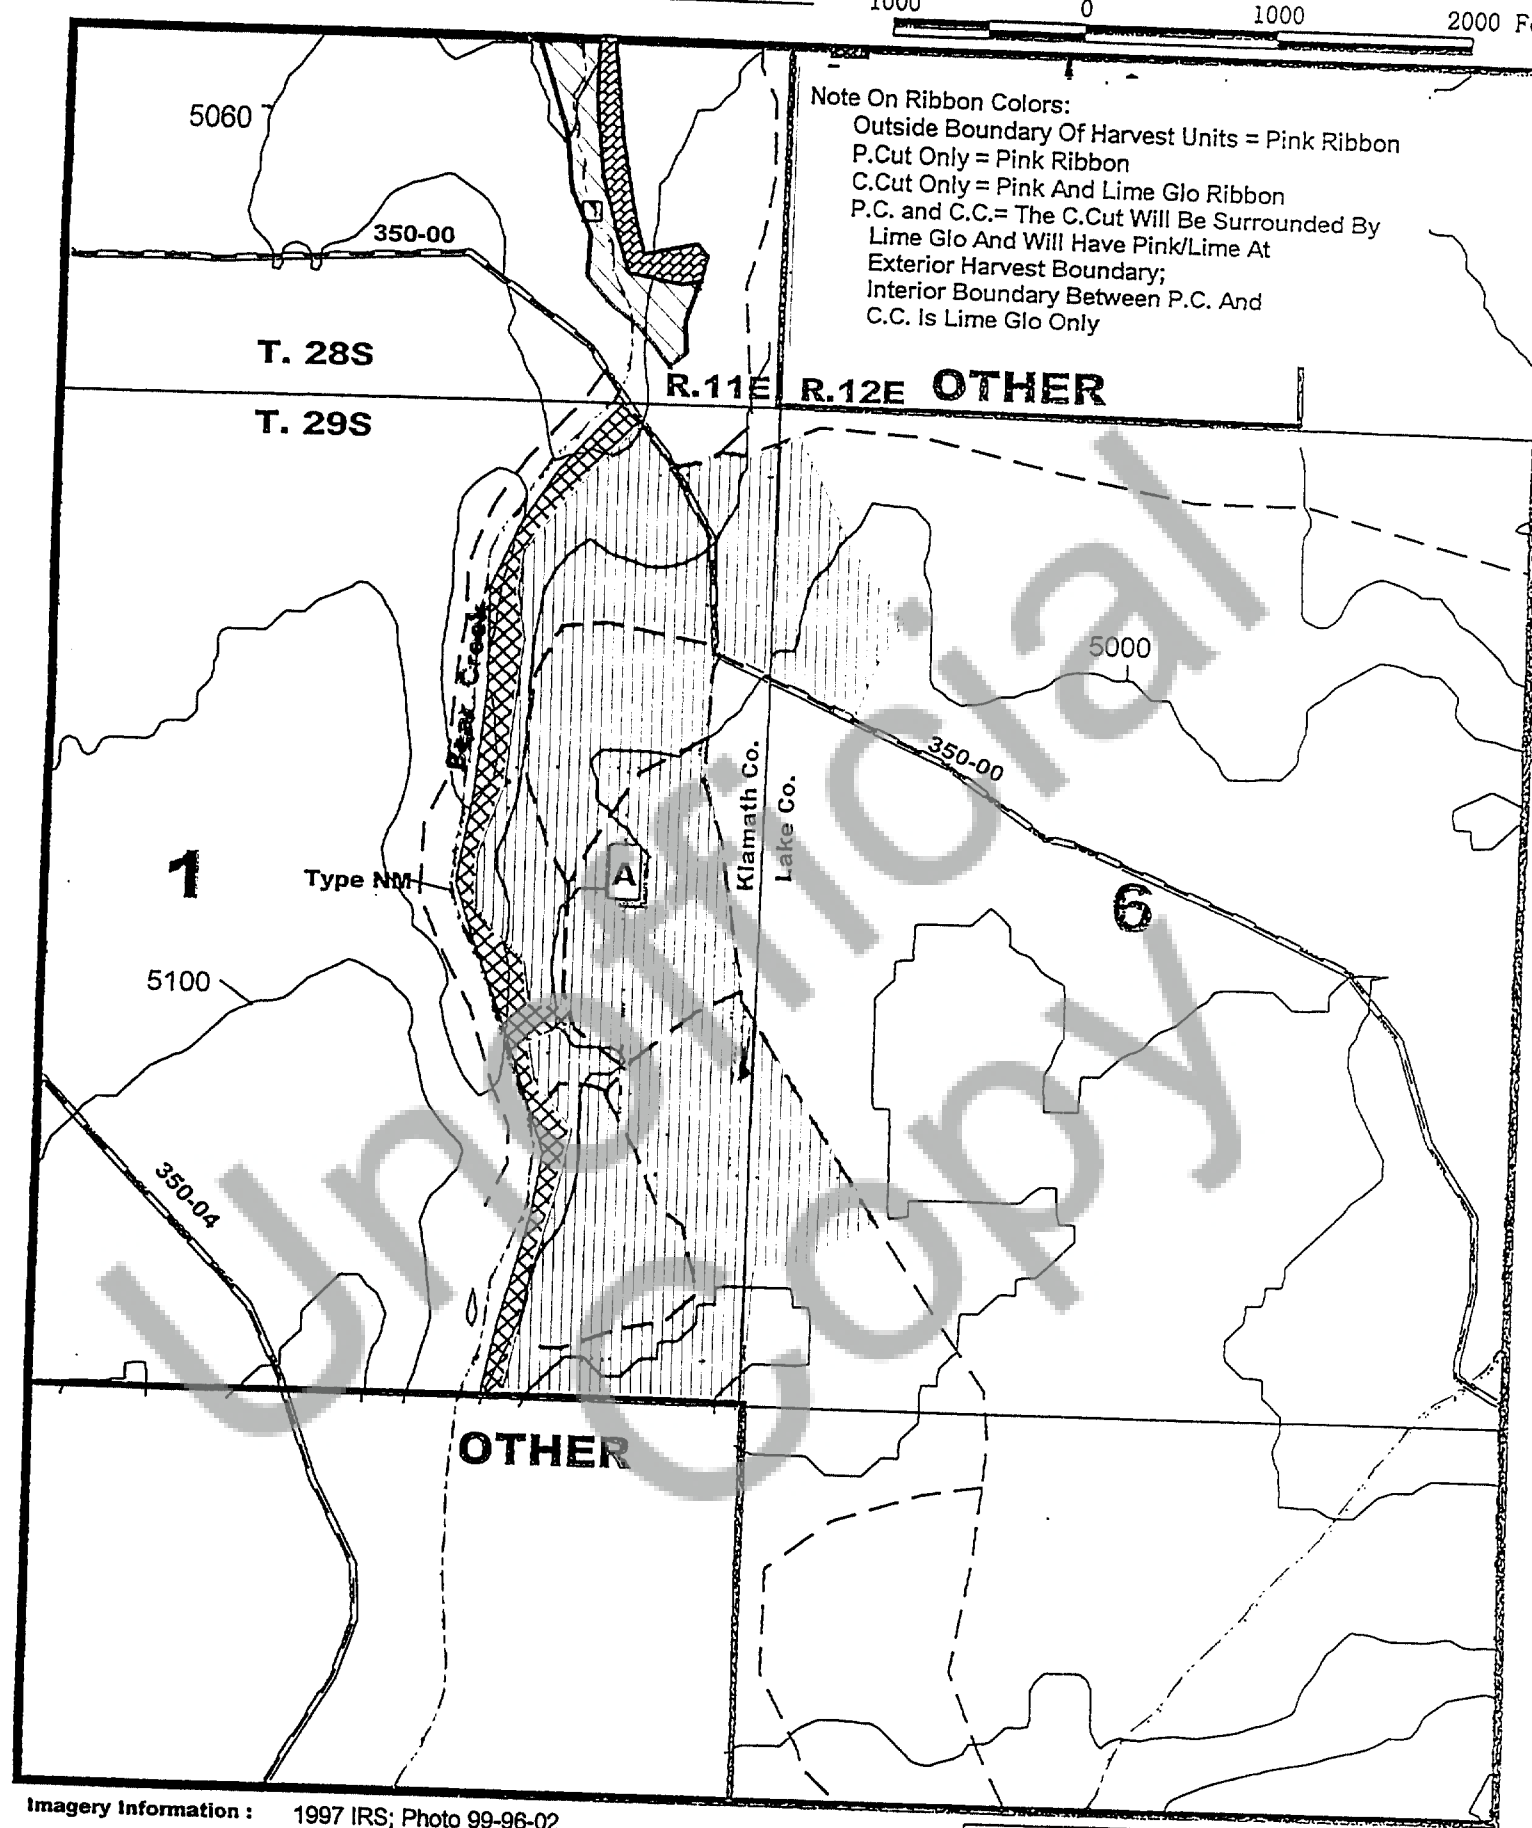 1000 0 1000 2000
Note On Ribbon Colors:
Outside Boundary Of Harvest Units = Pink Ribbon
P.Cut Only = Pink Ribbon
C.Cut Only = Pink And Lime Glo Ribbon
P.C. and C.C.= The C.Cut Will Be Surrounded By
Lime Glo And Will Have Pink/Lime At
Exterior Harvest Boundary;
Interior Boundary Between P.C. And
C.C. Is Lime Glo Only
5060
350-00
T. 28S
R.11E R.12E OTHER
T. 29S
Bear Creek
5000
350-00
Klamath Co.
Lake Co.
1
Type NM
A
6
5100
350-04
OTHER
Unofficial
Copy
Imagery Information : 1997 IRS; Photo 99-96-02